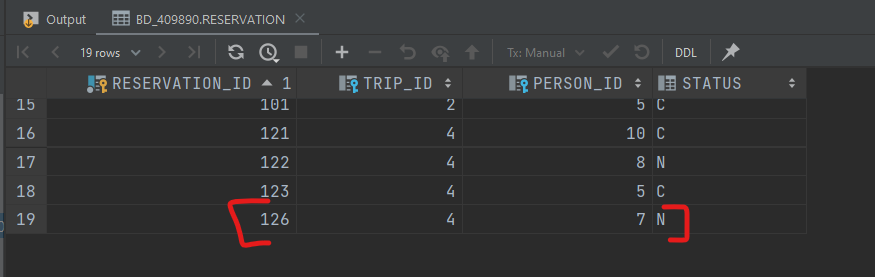 Output BD_409890.RESERVATION
19 rows Tx: Manual DDL
RESERVATION_ID 1 TRIP_ID PERSON_ID STATUS
15 101 2 5 C
16 121 4 10 C
17 122 4 8 N
18 123 4 5 C
19 126 4 7 N